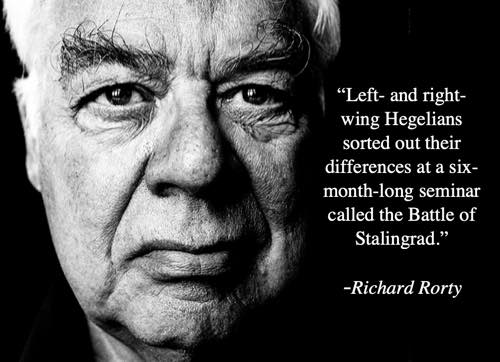 “Left- and right-
wing Hegelians
sorted out their
differences at a six-
month-long seminar
called the Battle of
Stalingrad.”
-Richard Rorty